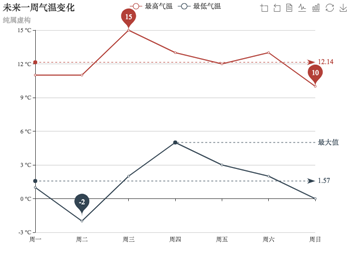 未来一周气温变化
纯属虚构
最高气温
最低气温
15 °C
12 °C
9 °C
6 °C
3 °C
0 °C
-3 °C
15
12.14
10
最大值
1.57
-2
周一
周二
周三
周四
周五
周六
周日